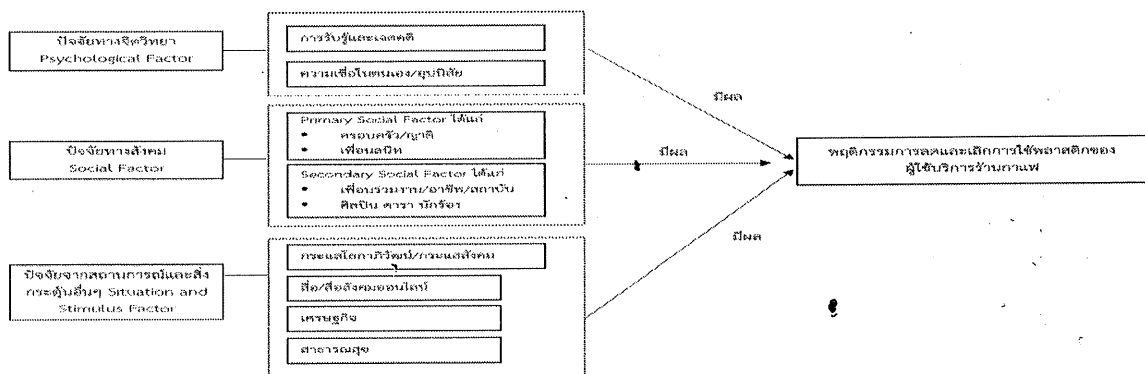 ปัจจัยทางจิตวิทยา
Psychological Factor
การรับรู้และเจตคติ
ความเชื่อในตนเอง/อุปนิสัย
มีผล
ปัจจัยทางสังคม
Social Factor
Primary Social Factor ได้แก่
• ครอบครัว/ญาติ
• เพื่อนสนิท
Secondary Social Factor ได้แก่
• เพื่อนร่วมงาน/อาชีพ/สถาบัน
• ศิลปิน ดารา นักร้อง
มีผล
พฤติกรรมการลดและเลิกการใช้พลาสติกของ
ผู้ใช้บริการร้านกาแฟ
มีผล
ปัจจัยจากสถานการณ์และสิ่ง
กระตุ้นอื่นๆ Situation and
Stimulus Factor
กระแสโลกาภิวัฒน์/กระแสสังคม
สื่อ/สื่อสังคมออนไลน์
เศรษฐกิจ
สาธารณสุข